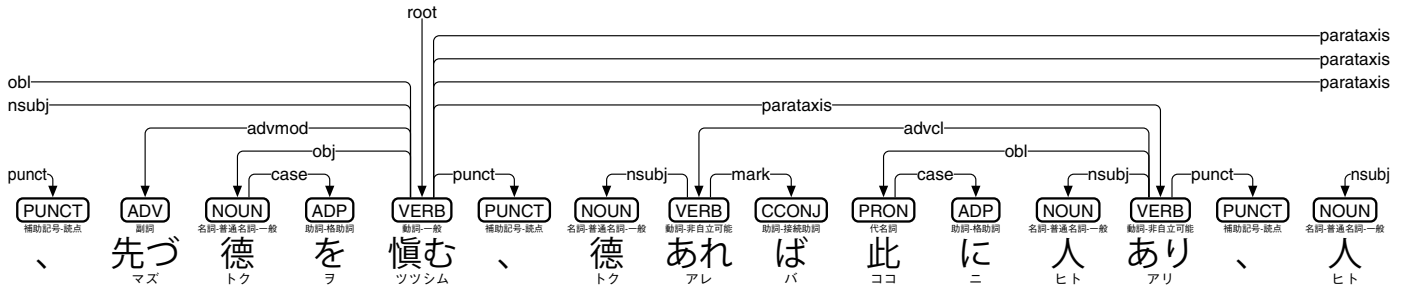 root
parataxis
parataxis
obl parataxis
nsubj parataxis
advmod advcl
obj obl
punct case punct nsubj mark case nsubj punct nsubj
PUNCT ADV NOUN ADP VERB PUNCT NOUN VERB CCONJ PRON ADP NOUN VERB PUNCT NOUN
補助記号-読点 副詞 名詞-普通名詞-一般 助詞-格助詞 動詞-一般 補助記号-読点 名詞-普通名詞-一般 動詞-非自立可能 助詞-接続助詞 代名詞 助詞-格助詞 名詞-普通名詞-一般 動詞-非自立可能 補助記号-読点 名詞-普通名詞-一般
、 先づ 德 を 愼む 、 德 あれ ば 此 に 人 あり 、 人
マズ トク ヲ ツツシム トク アレ バ ココ ニ ヒト アリ ヒト